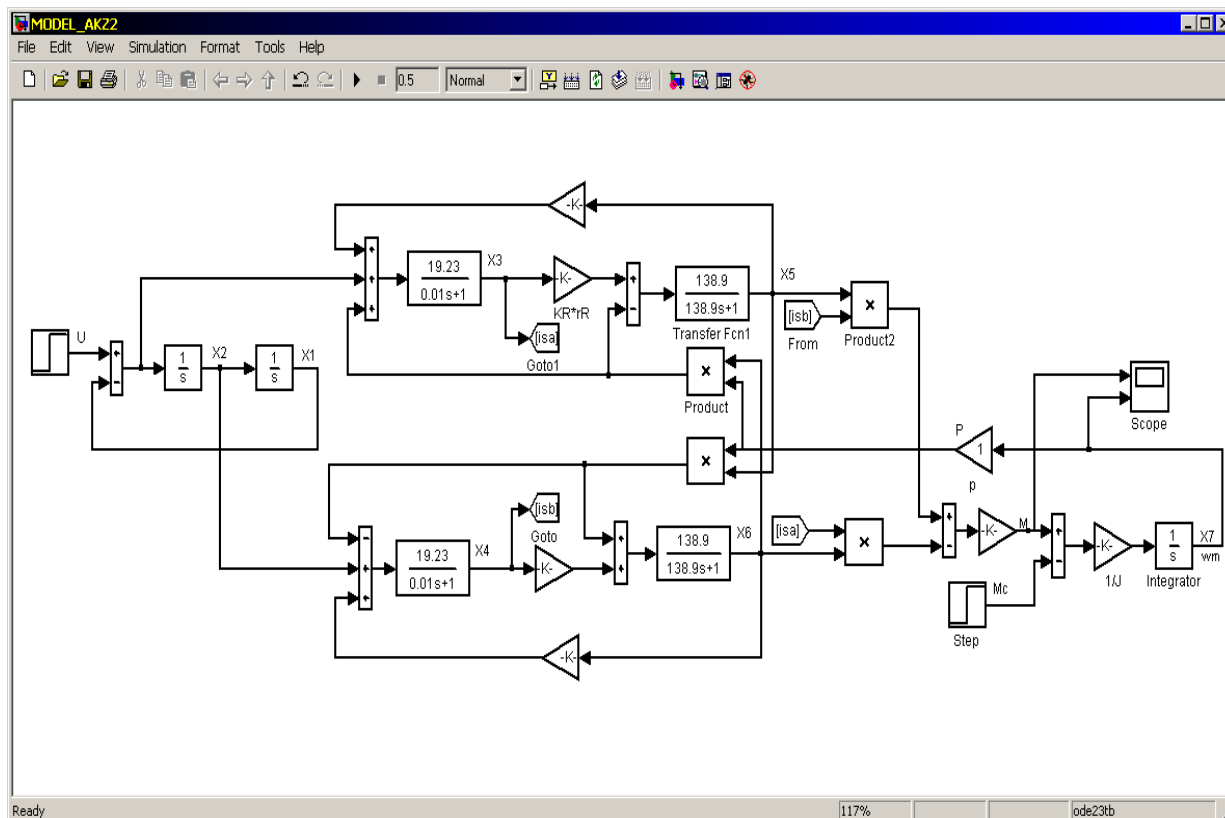 MODEL_AKZ2
File Edit View Simulation Format Tools Help
0.5 Normal
-K-
19.23
0.01s+1
X3
-K-
KR*rR
138.9
138.9s+1
Transfer Fcn1
X5
[isa]
Goto1
[isb]
From
×
Product2
U
1
s
X2
1
s
X1
×
Product
Scope
×
P
1
p
[isb]
Goto
19.23
0.01s+1
X4
-K-
138.9
138.9s+1
X6
[isa]
×
-K-
M
-K-
1/J
1
s
Integrator
X7
wm
Mc
Step
-K-
Ready 117% ode23tb